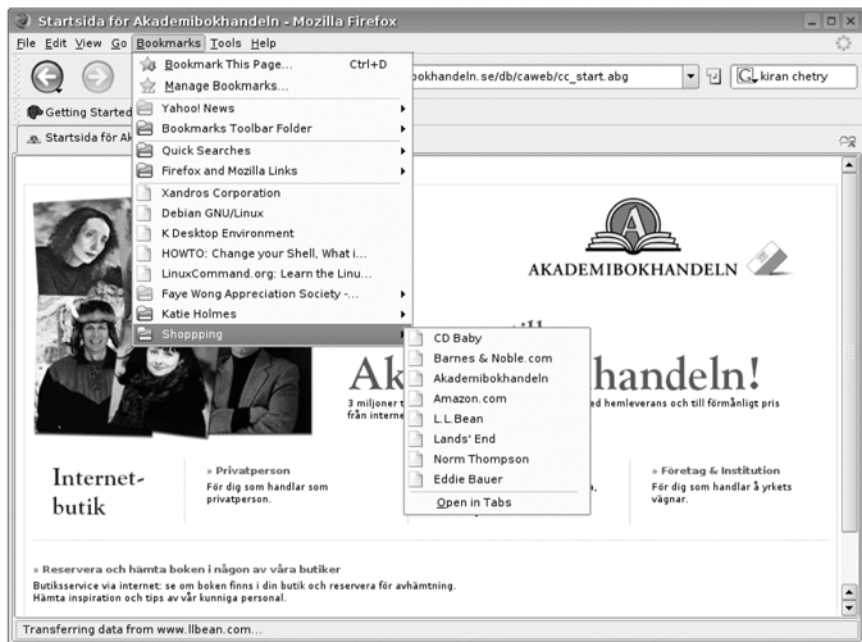 Startsida för Akademibokhandeln - Mozilla Firefox
File Edit View Go Bookmarks Tools Help
Bookmark This Page... Ctrl+D
Manage Bookmarks...
Yahoo! News
Bookmarks Toolbar Folder
Quick Searches
Firefox and Mozilla Links
Xandros Corporation
Debian GNU/Linux
K Desktop Environment
HOWTO: Change your Shell, What i...
LinuxCommand.org: Learn the Linu...
Faye Wong Appreciation Society -...
Katie Holmes
Shoppping
CD Baby
Barnes & Noble.com
Akademibokhandeln
Amazon.com
L.L.Bean
Lands' End
Norm Thompson
Eddie Bauer
Open in Tabs
okhandeln.se/db/caweb/cc_start.abg
G kiran chetry
Getting Started
Startsida för Ak
A
AKADEMIBOKHANDELN
Ak handeln!
3 miljoner t d hemleverans och till förmånligt pris
från interne
Internet-
butik
» Privatperson
För dig som handlar som
privatperson.
» Företag & Institution
För dig som handlar å yrkets
vägnar.
» Reservera och hämta boken i någon av våra butiker
Butiksservice via internet: se om boken finns i din butik och reservera för avhämtning.
Hämta inspiration och tips av vår kunniga personal.
Transferring data from www.llbean.com...